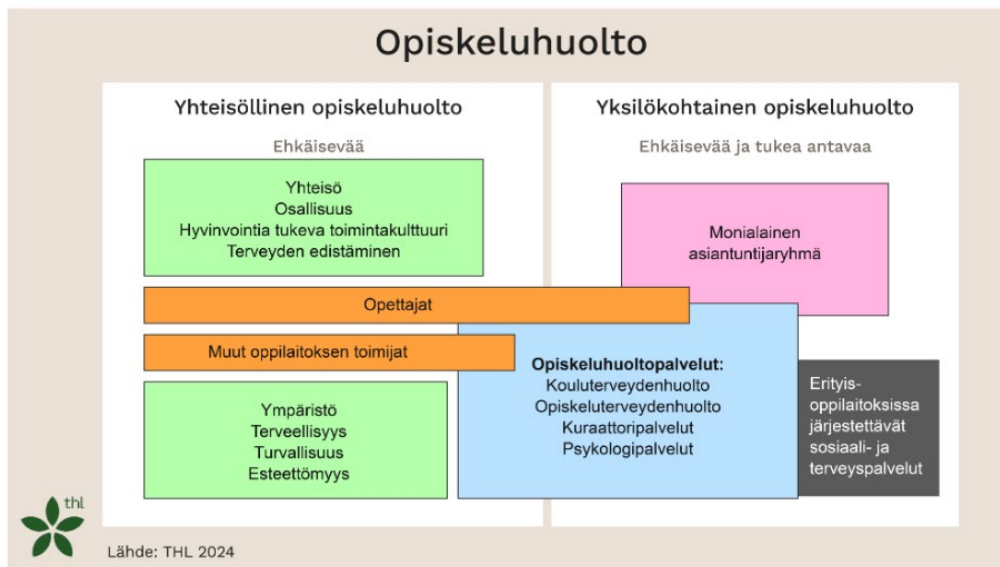 Opiskeluhuolto
Yhteisöllinen opiskeluhuolto
Ehkäisevää
Yhteisö
Osallisuus
Hyvinvointia tukeva toimintakulttuuri
Terveyden edistäminen
Opettajat
Muut oppilaitoksen toimijat
Ympäristö
Terveellisyys
Turvallisuus
Esteettömyys
Yksilökohtainen opiskeluhuolto
Ehkäisevää ja tukea antavaa
Monialainen
asiantuntijaryhmä
Opiskeluhuoltopalvelut:
Kouluterveydenhuolto
Opiskeluterveydenhuolto
Kuraattoripalvelut
Psykologipalvelut
Erityis-
oppilaitoksissa
järjestettävät
sosiaali- ja
terveyspalvelut
thl
Lähde: THL 2024